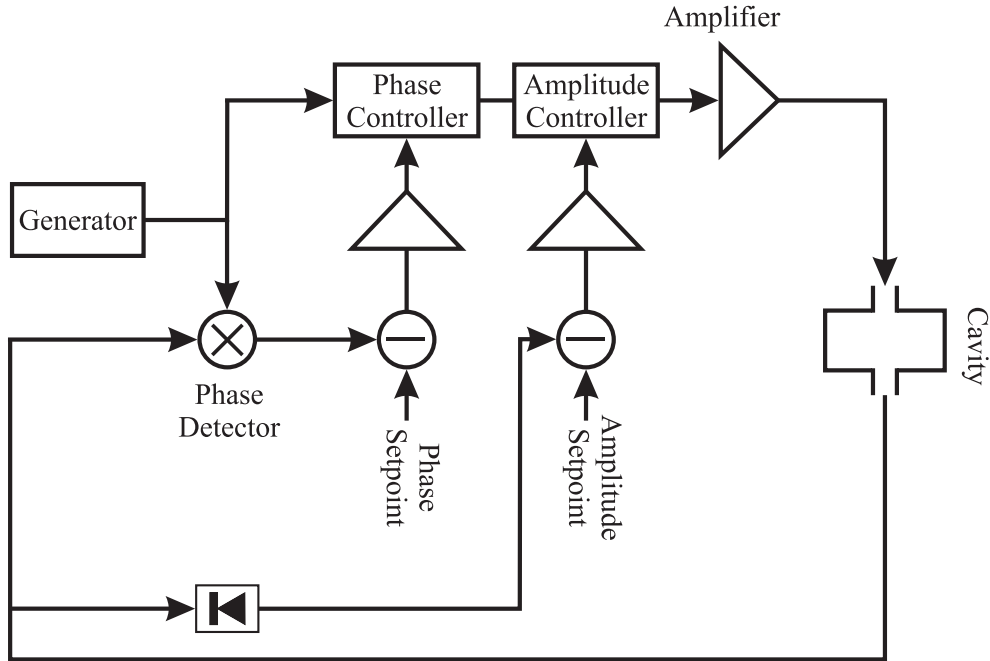 Amplifier
Phase
Controller
Amplitude
Controller
Generator
Cavity
Phase
Detector
Phase
Setpoint
Amplitude
Setpoint